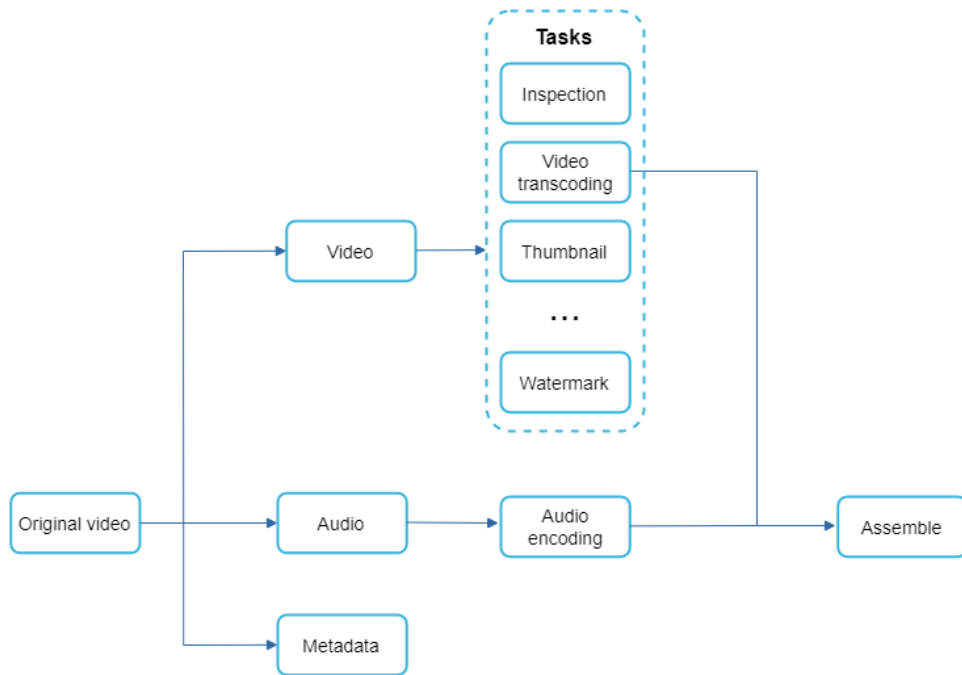 Tasks
Inspection
Video
transcoding
Video
Thumbnail
...
Watermark
Original video
Audio
Audio
encoding
Assemble
Metadata